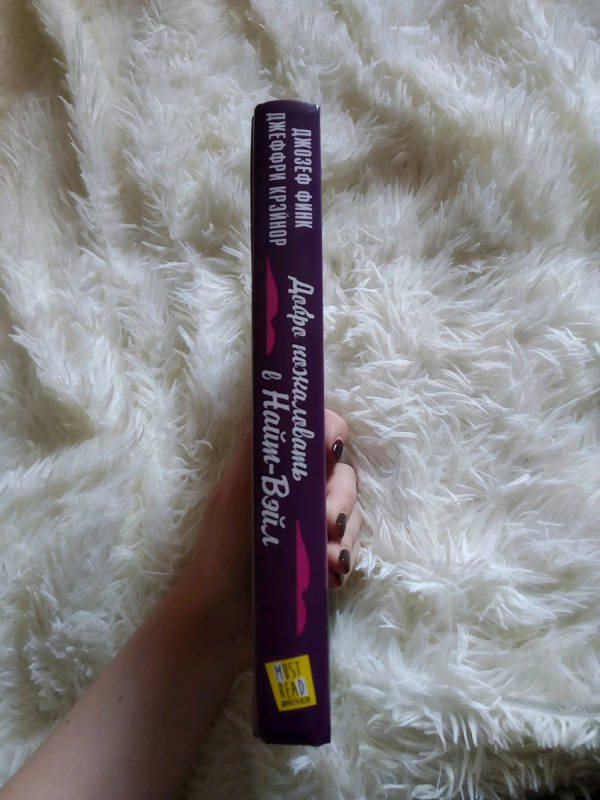 ДЖОЗЕФ ФИНК
ДЖЕФФРИ КРЭЙНОР
Добро пожаловать
в Найт-Вэйл
MUST
READ